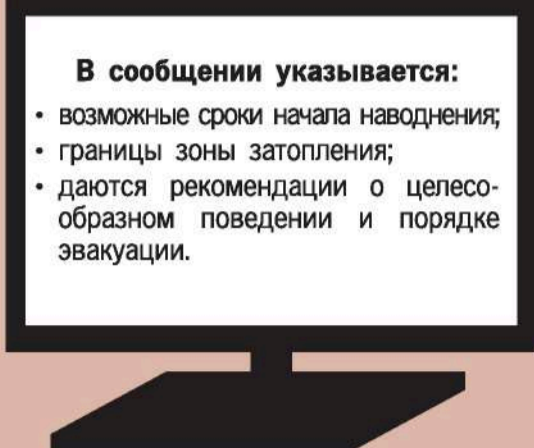 В сообщении указывается:
• возможные сроки начала наводнения;
• границы зоны затопления;
• даются рекомендации о целесо-
образном поведении и порядке
эвакуации.